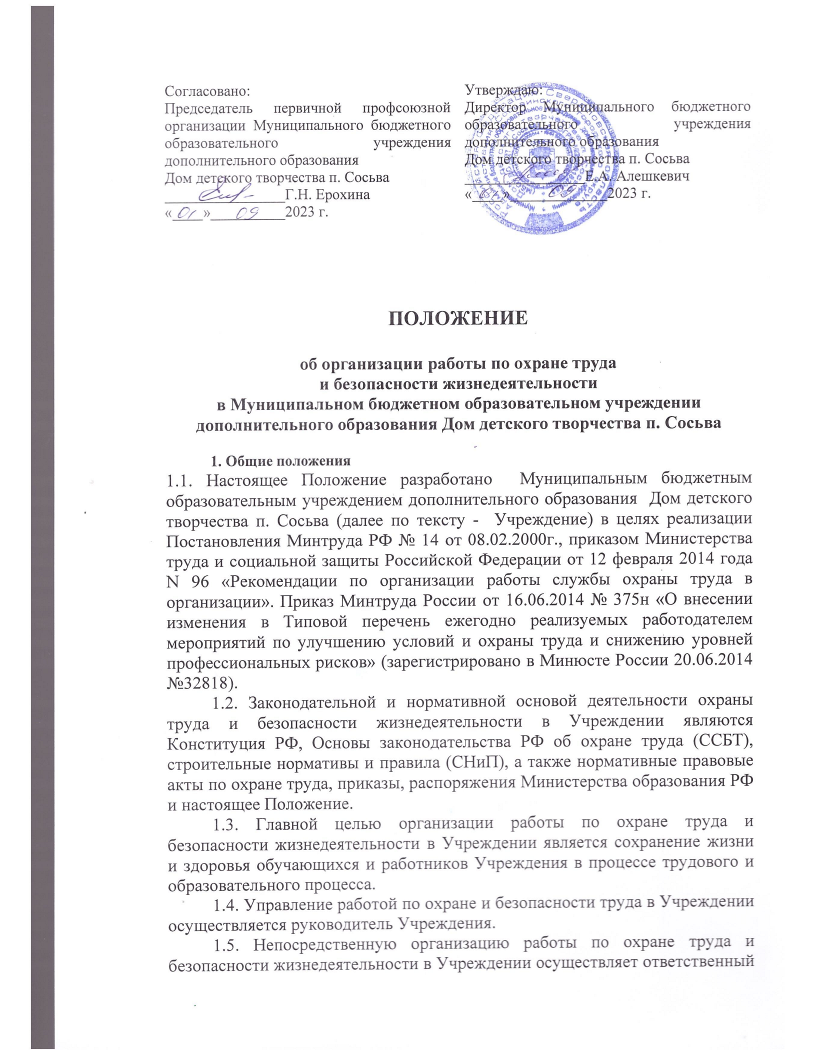 Согласовано:
Председатель первичной профсоюзной
организации Муниципального бюджетного
образовательного учреждения
дополнительного образования
Дом детского творчества п. Сосьва
________________Г.Н. Ерохина
«01»__09__2023 г.
Утверждаю:
Директор Муниципального бюджетного
образовательного учреждения
дополнительного образования
Дом детского творчества п. Сосьва
________________Е.А. Алешкевич
«01»__09__2023 г.
ПОЛОЖЕНИЕ
об организации работы по охране труда
и безопасности жизнедеятельности
в Муниципальном бюджетном образовательном учреждении
дополнительного образования Дом детского творчества п. Сосьва
1. Общие положения
1.1. Настоящее Положение разработано Муниципальным бюджетным
образовательным учреждением дополнительного образования Дом детского
творчества п. Сосьва (далее по тексту - Учреждение) в целях реализации
Постановления Минтруда РФ № 14 от 08.02.2000г., приказом Министерства
труда и социальной защиты Российской Федерации от 12 февраля 2014 года
N 96 «Рекомендации по организации работы службы охраны труда в
организации». Приказ Минтруда России от 16.06.2014 № 375н «О внесении
изменения в Типовой перечень ежегодно реализуемых работодателем
мероприятий по улучшению условий и охраны труда и снижению уровней
профессиональных рисков» (зарегистрировано в Минюсте России 20.06.2014
№32818).
1.2. Законодательной и нормативной основой деятельности охраны
труда и безопасности жизнедеятельности в Учреждении являются
Конституция РФ, Основы законодательства РФ об охране труда (ССБТ),
строительные нормативы и правила (СНиП), а также нормативные правовые
акты по охране труда, приказы, распоряжения Министерства образования РФ
и настоящее Положение.
1.3. Главной целью организации работы по охране труда и
безопасности жизнедеятельности в Учреждении является сохранение жизни
и здоровья обучающихся и работников Учреждения в процессе трудового и
образовательного процесса.
1.4. Управление работой по охране и безопасности труда в Учреждении
осуществляется руководитель Учреждения.
1.5. Непосредственную организацию работы по охране труда и
безопасности жизнедеятельности в Учреждении осуществляет ответственный